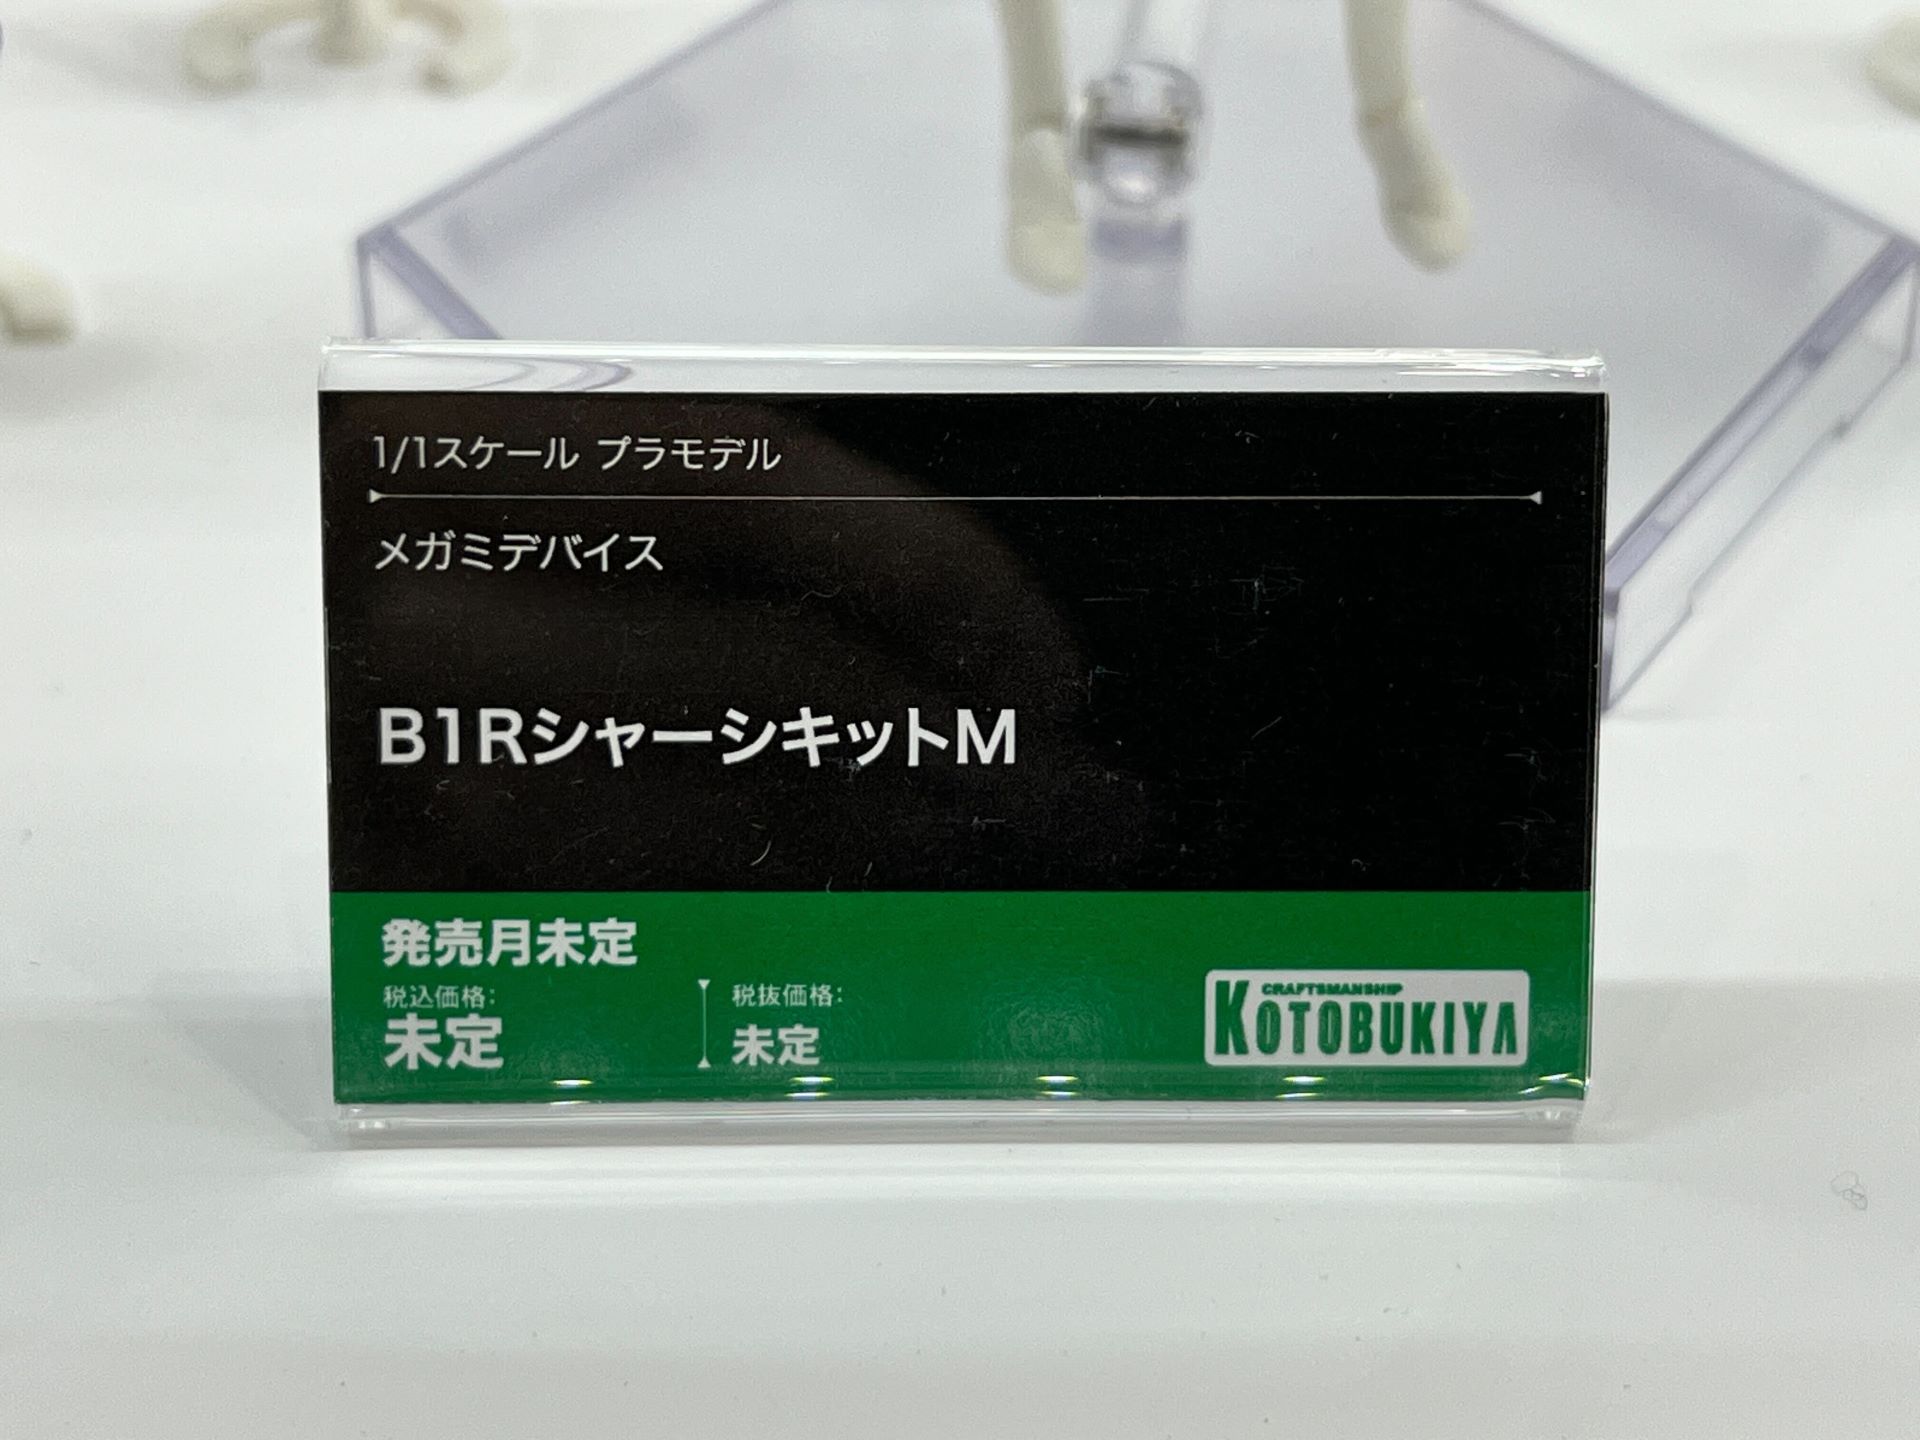 1/1スケール プラモデル
メガミデバイス
B1RシャーシキットM
発売月未定
税込価格:
未定
税抜価格:
未定
CRAFTSMANSHIP
KOTOBUKIYA